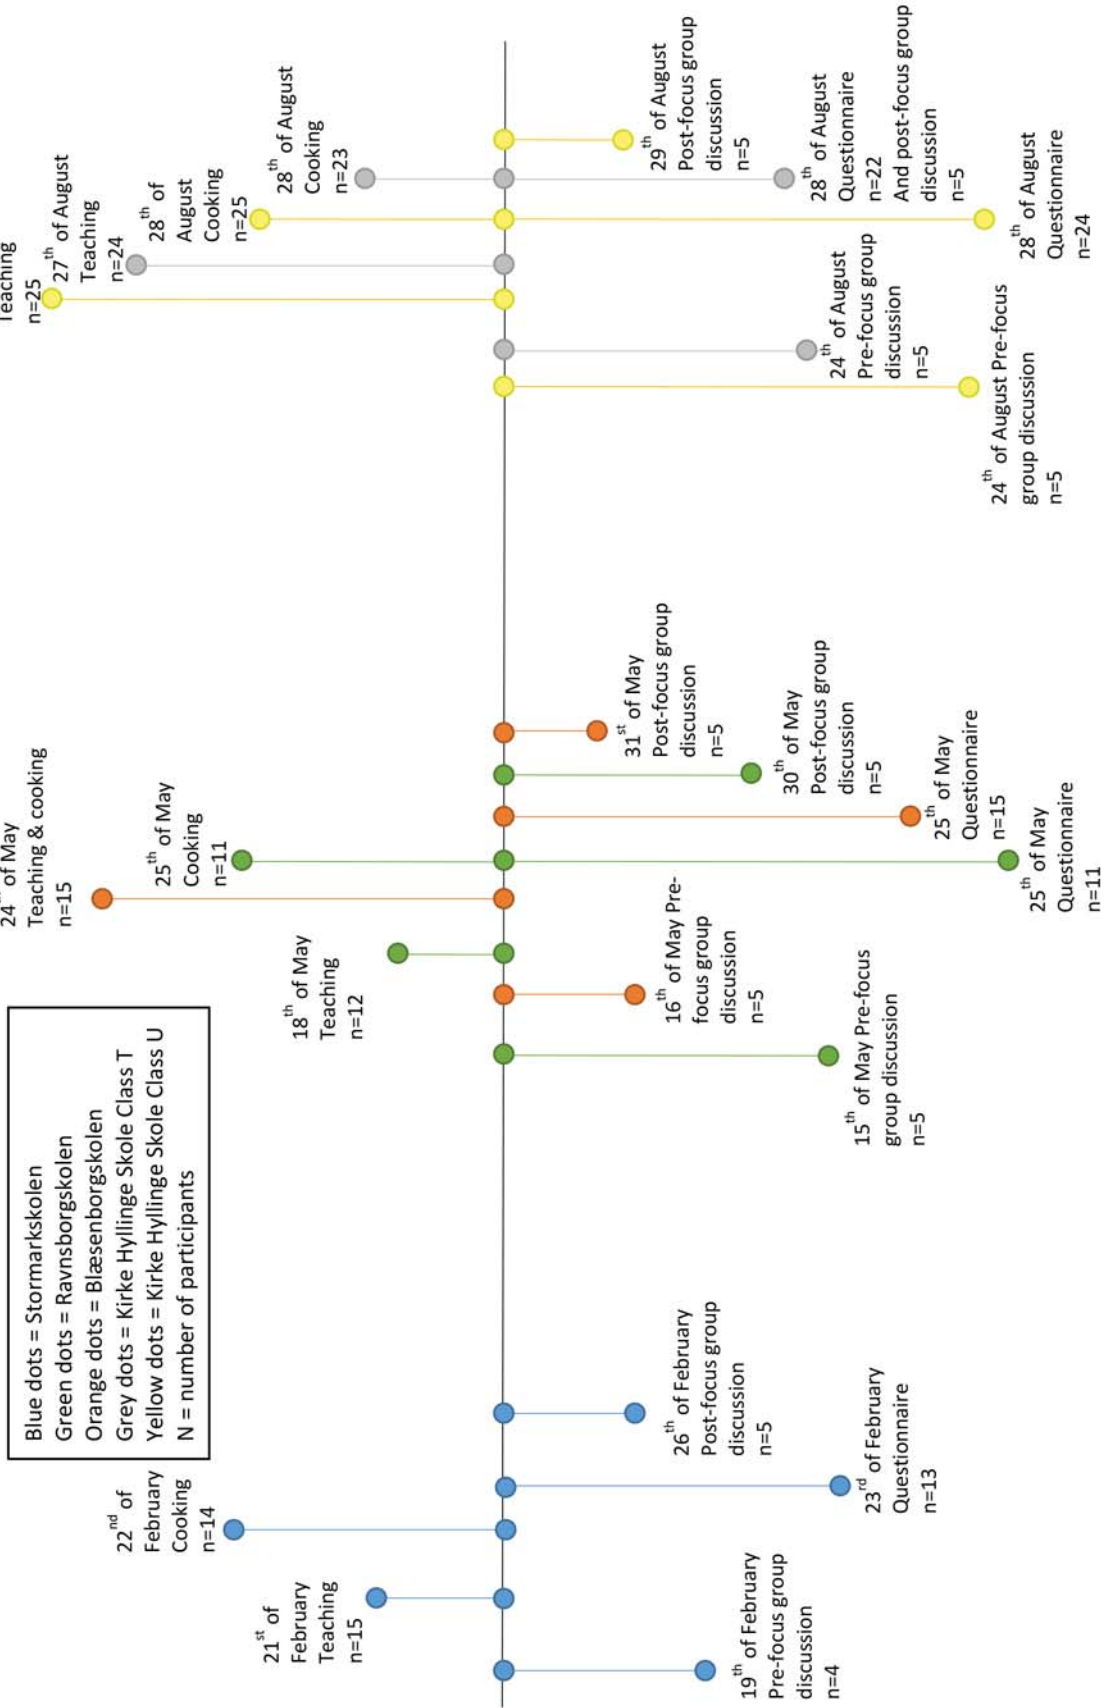 Blue dots = Stormarkskolen
Green dots = Ravnsborgskolen
Orange dots = Blæsenborgskolen
Grey dots = Kirke Hyllinge Skole Class T
Yellow dots = Kirke Hyllinge Skole Class U
N = number of participants
19th of February
Pre-focus group
discussion
n=4
21st of
February
Teaching
n=15
22nd of
February
Cooking
n=14
23rd of February
Questionnaire
n=13
26th of February
Post-focus group
discussion
n=5
15th of May Pre-focus
group discussion
n=5
16th of May Pre-
focus group
discussion
n=5
18th of May
Teaching
n=12
24th of May
Teaching & cooking
n=15
25th of May
Cooking
n=11
25th of May
Questionnaire
n=11
25th of May
Questionnaire
n=15
30th of May
Post-focus group
discussion
n=5
31st of May
Post-focus group
discussion
n=5
24th of August Pre-focus
group discussion
n=5
24th of August
Pre-focus group
discussion
n=5
Teaching
n=25
27th of August
Teaching
n=24
28th of
August
Cooking
n=25
28th of August
Cooking
n=23
28th of August
Questionnaire
n=24
28th of August
Questionnaire
n=22
And post-focus group
discussion
n=5
29th of August
Post-focus group
discussion
n=5